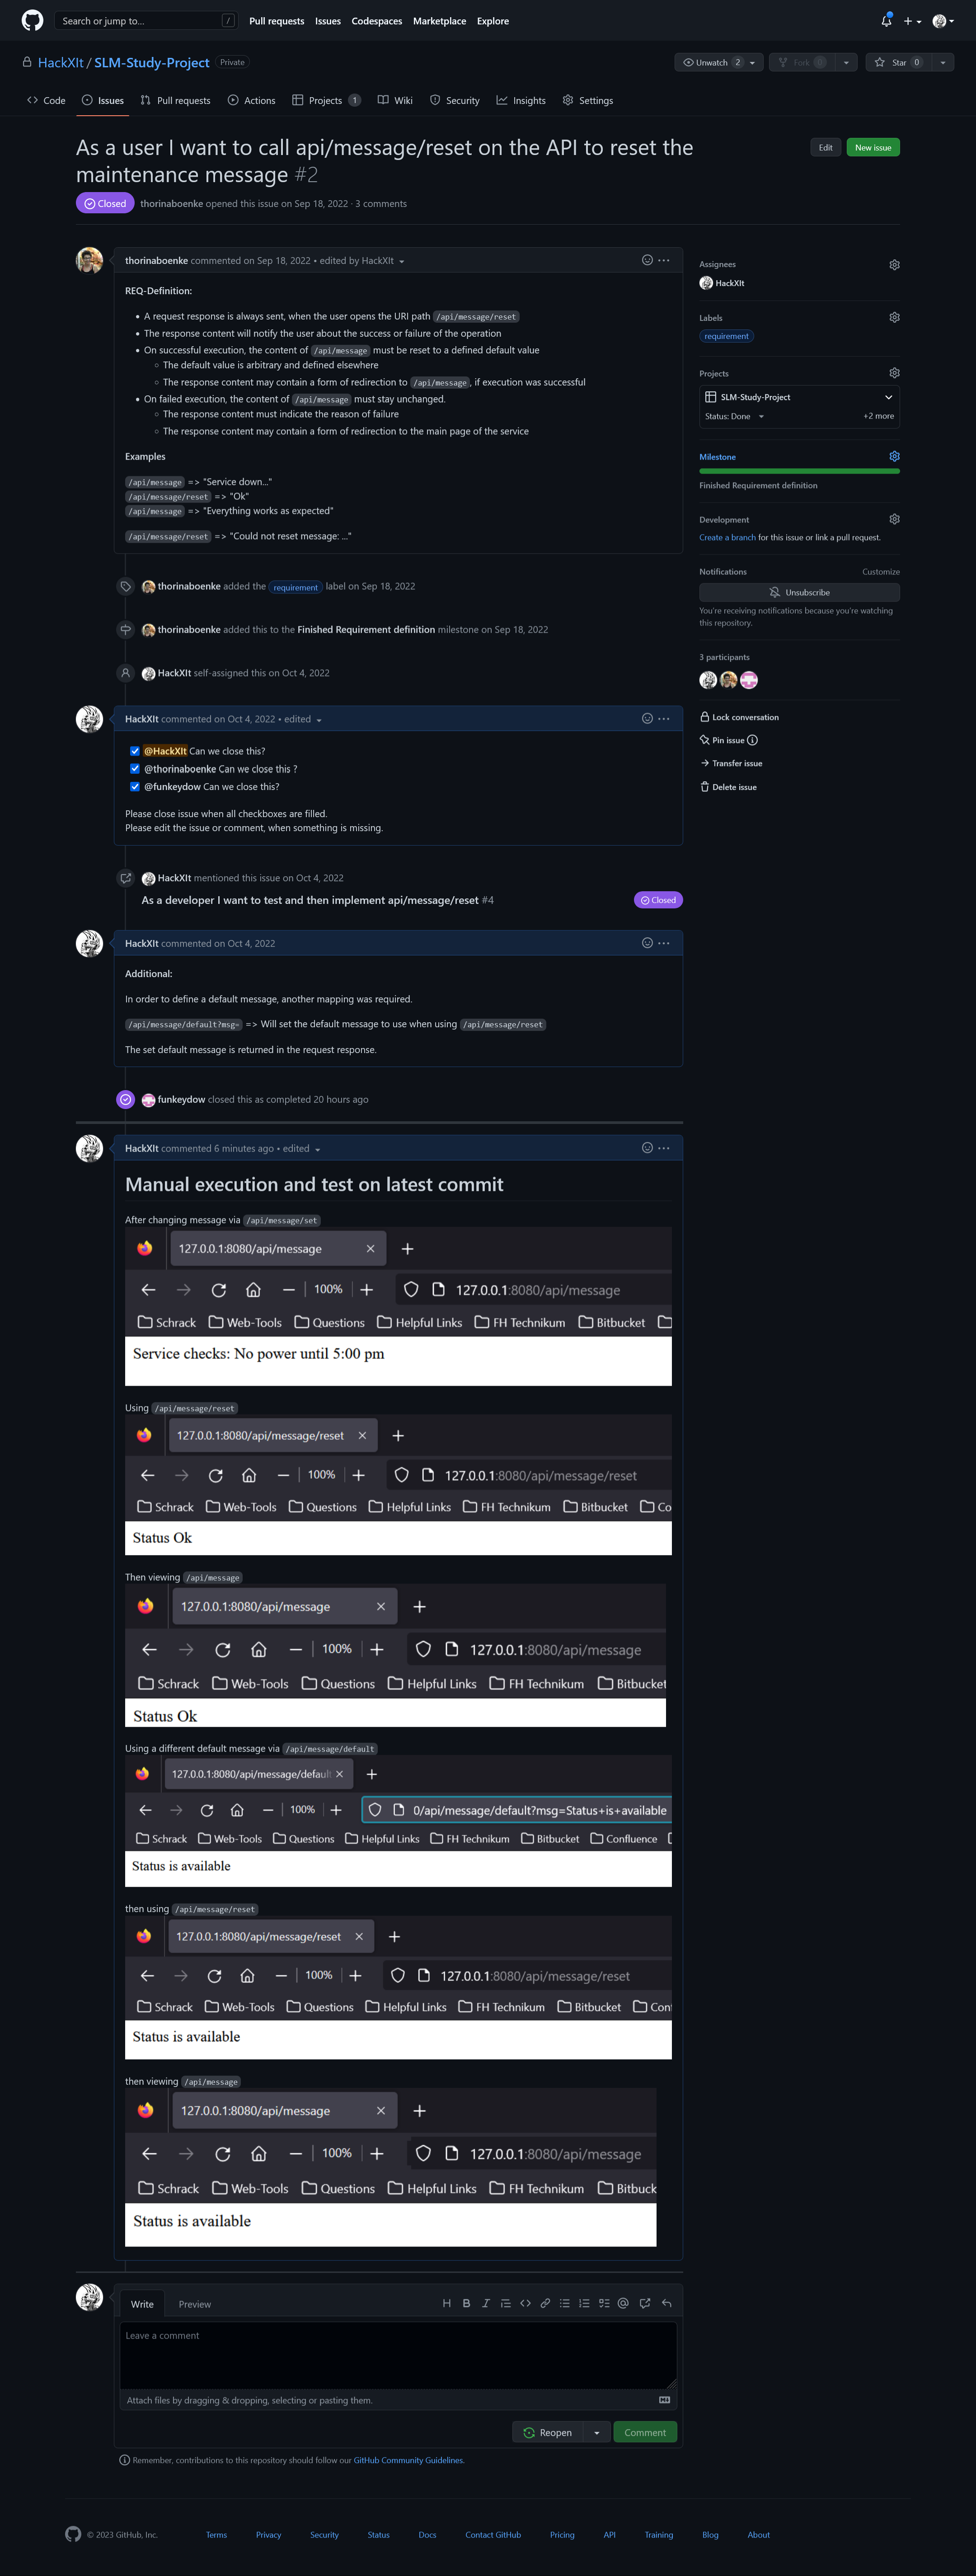 Search or jump to... /
Pull requests Issues Codespaces Marketplace Explore
HackXIt / SLM-Study-Project Private
Unwatch 2 Fork 0 Star 0
Code Issues Pull requests Actions Projects 1 Wiki Security Insights Settings
As a user I want to call api/message/reset on the API to reset the
maintenance message #2
Edit New issue
Closed thorinaboenke opened this issue on Sep 18, 2022 · 3 comments
thorinaboenke commented on Sep 18, 2022 • edited by HackXIt
REQ-Definition:
A request response is always sent, when the user opens the URI path /api/message/reset
The response content will notify the user about the success or failure of the operation
On successful execution, the content of /api/message must be reset to a defined default value
The default value is arbitrary and defined elsewhere
The response content may contain a form of redirection to /api/message, if execution was successful
On failed execution, the content of /api/message must stay unchanged.
The response content must indicate the reason of failure
The response content may contain a form of redirection to the main page of the service
Examples
/api/message => "Service down..."
/api/message/reset => "Ok"
/api/message => "Everything works as expected"
/api/message/reset => "Could not reset message: ..."
thorinaboenke added the requirement label on Sep 18, 2022
thorinaboenke added this to the Finished Requirement definition milestone on Sep 18, 2022
HackXIt self-assigned this on Oct 4, 2022
HackXIt commented on Oct 4, 2022 • edited
@HackXIt Can we close this?
@thorinaboenke Can we close this ?
@funkeydow Can we close this?
Please close issue when all checkboxes are filled.
Please edit the issue or comment, when something is missing.
HackXIt mentioned this issue on Oct 4, 2022
As a developer I want to test and then implement api/message/reset #4
Closed
HackXIt commented on Oct 4, 2022
Additional:
In order to define a default message, another mapping was required.
/api/message/default?msg= => Will set the default message to use when using /api/message/reset
The set default message is returned in the request response.
funkeydow closed this as completed 20 hours ago
HackXIt commented 6 minutes ago • edited
Manual execution and test on latest commit
After changing message via /api/message/set
127.0.0.1:8080/api/message
100% 127.0.0.1:8080/api/message
Schrack Web-Tools Questions Helpful Links FH Technikum Bitbucket
Service checks: No power until 5:00 pm
Using /api/message/reset
127.0.0.1:8080/api/message/reset
100% 127.0.0.1:8080/api/message/reset
Schrack Web-Tools Questions Helpful Links FH Technikum Bitbucket Co
Status Ok
Then viewing /api/message
127.0.0.1:8080/api/message
100% 127.0.0.1:8080/api/message
Schrack Web-Tools Questions Helpful Links FH Technikum Bitbucket
Status Ok
Using a different default message via /api/message/default
127.0.0.1:8080/api/message/default
100% 0/api/message/default?msg=Status+is+available
Schrack Web-Tools Questions Helpful Links FH Technikum Bitbucket Confluence
Status is available
then using /api/message/reset
127.0.0.1:8080/api/message/reset
100% 127.0.0.1:8080/api/message/reset
Schrack Web-Tools Questions Helpful Links FH Technikum Bitbucket Con
Status is available
then viewing /api/message
127.0.0.1:8080/api/message
100% 127.0.0.1:8080/api/message
Schrack Web-Tools Questions Helpful Links FH Technikum Bitbuck
Status is available
Write Preview
Leave a comment
Attach files by dragging & dropping, selecting or pasting them.
Reopen Comment
Remember, contributions to this repository should follow our GitHub Community Guidelines.
Assignees
HackXIt
Labels
requirement
Projects
SLM-Study-Project
Status: Done +2 more
Milestone
Finished Requirement definition
Development
Create a branch for this issue or link a pull request.
Notifications Customize
Unsubscribe
You're receiving notifications because you're watching
this repository.
3 participants
Lock conversation
Pin issue
Transfer issue
Delete issue
© 2023 GitHub, Inc. Terms Privacy Security Status Docs Contact GitHub Pricing API Training Blog About